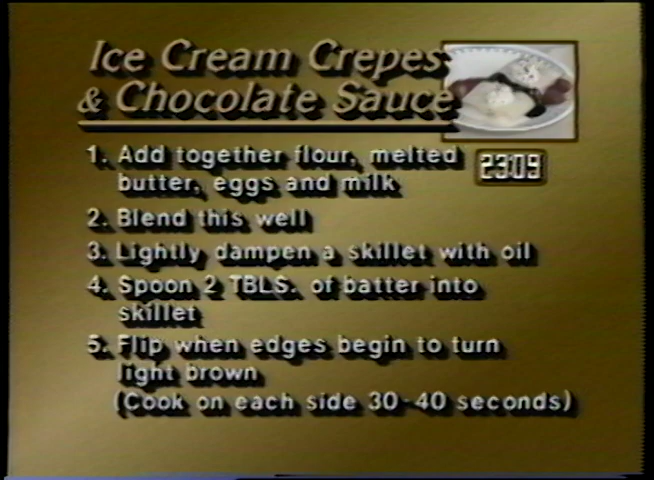 Ice Cream Crepes
& Chocolate Sauce
1. Add together flour, melted
butter, eggs and milk
23:09
2. Blend this well
3. Lightly dampen a skillet with oil
4. Spoon 2 TBLS. of batter into
skillet
5. Flip when edges begin to turn
light brown
(Cook on each side 30-40 seconds)